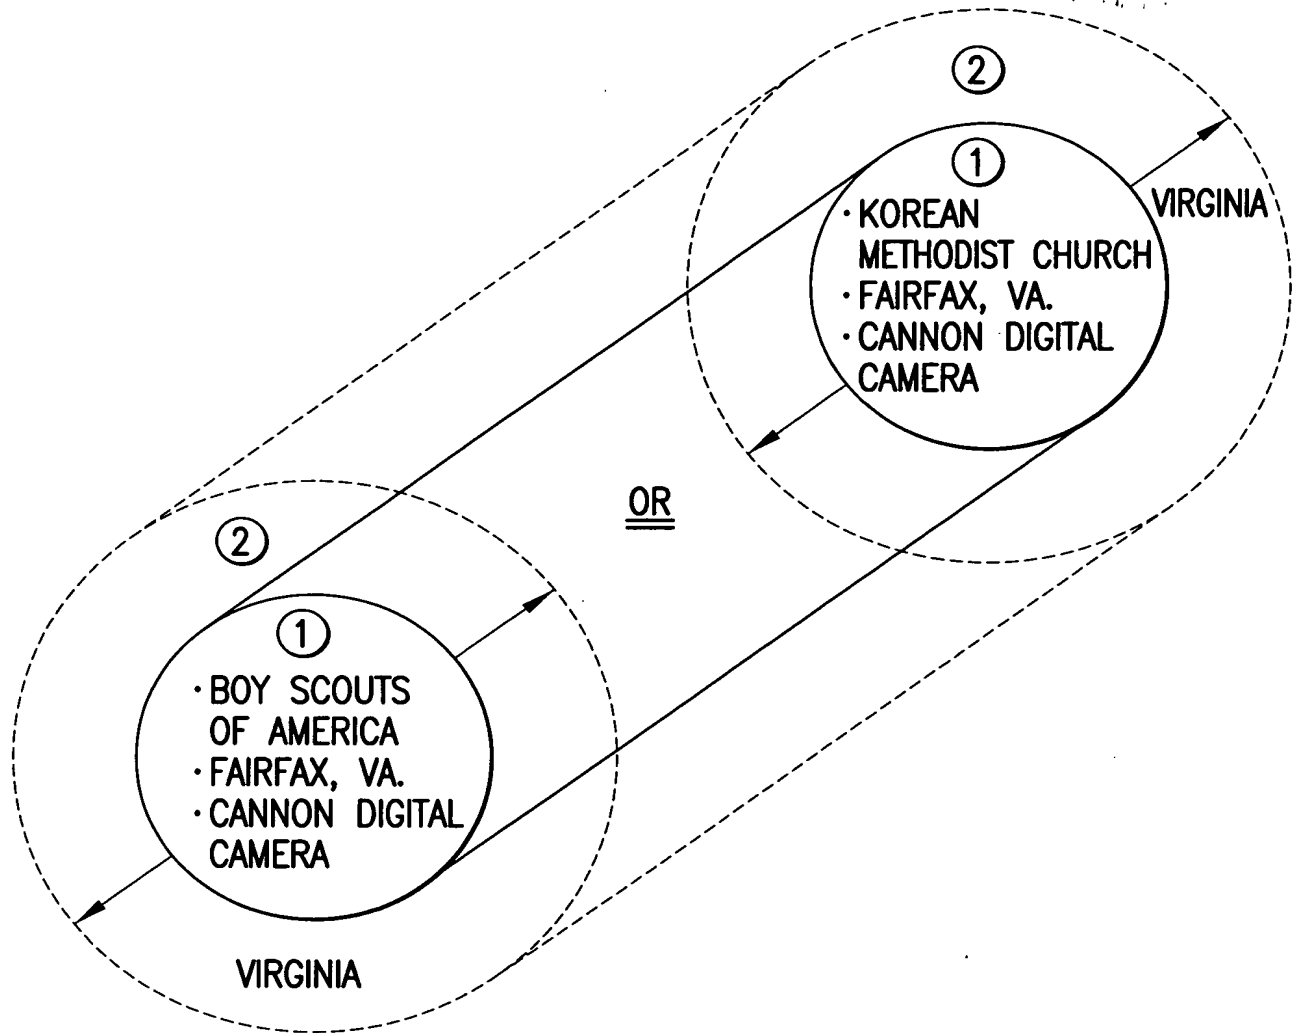 ②
①
VIRGINIA
· KOREAN
METHODIST CHURCH
· FAIRFAX, VA.
· CANNON DIGITAL
CAMERA
OR
②
①
· BOY SCOUTS
OF AMERICA
· FAIRFAX, VA.
· CANNON DIGITAL
CAMERA
VIRGINIA